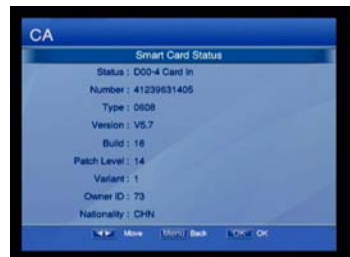 CA
Smart Card Status
Status : D00-4 Card In
Number : 41239631405
Type : 0608
Version : V5.7
Build : 16
Patch Level : 14
Variant : 1
Owner ID : 73
Nationality : CHN
Move Menu Back OK OK